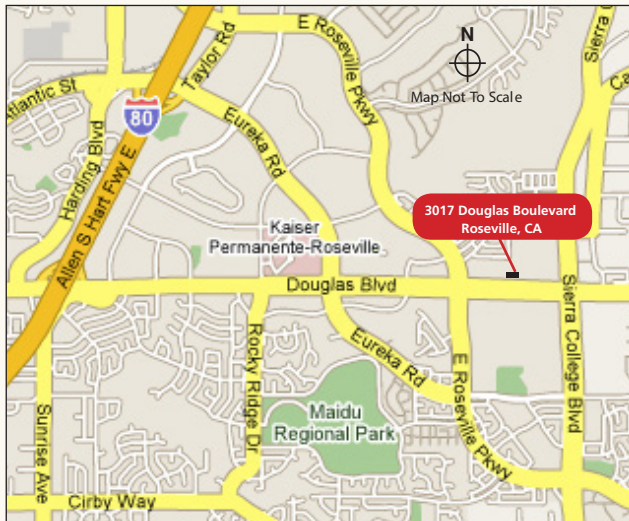 E Roseville Pkwy
Sierra C
N
Taylor Rd
Atlantic St
Map Not To Scale
Ca
80
Eureka Rd
Harding Blvd
Allen S Hart Fwy E
3017 Douglas Boulevard
Roseville, CA
Kaiser
Permanente-Roseville
Douglas Blvd
Sierra College Blvd
Rocky Ridge Dr
Eureka Rd
E Roseville Pkwy
Maidu
Regional Park
Sunrise Ave
Cirby Way